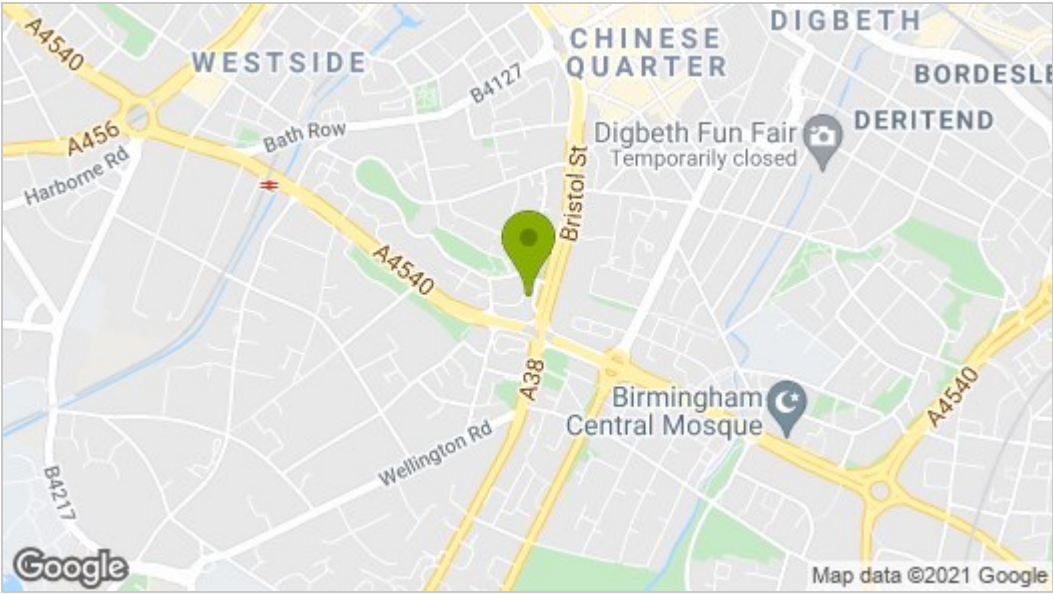 A4540
WESTSIDE
CHINESE
QUARTER
DIGBETH
BORDESLE
B4127
A456
Bath Row
Digbeth Fun Fair
Temporarily closed
DERITEND
Harborne Rd
Bristol St
A4540
A38
Birmingham
Central Mosque
A4540
Wellington Rd
B4217
Google
Map data ©2021 Google